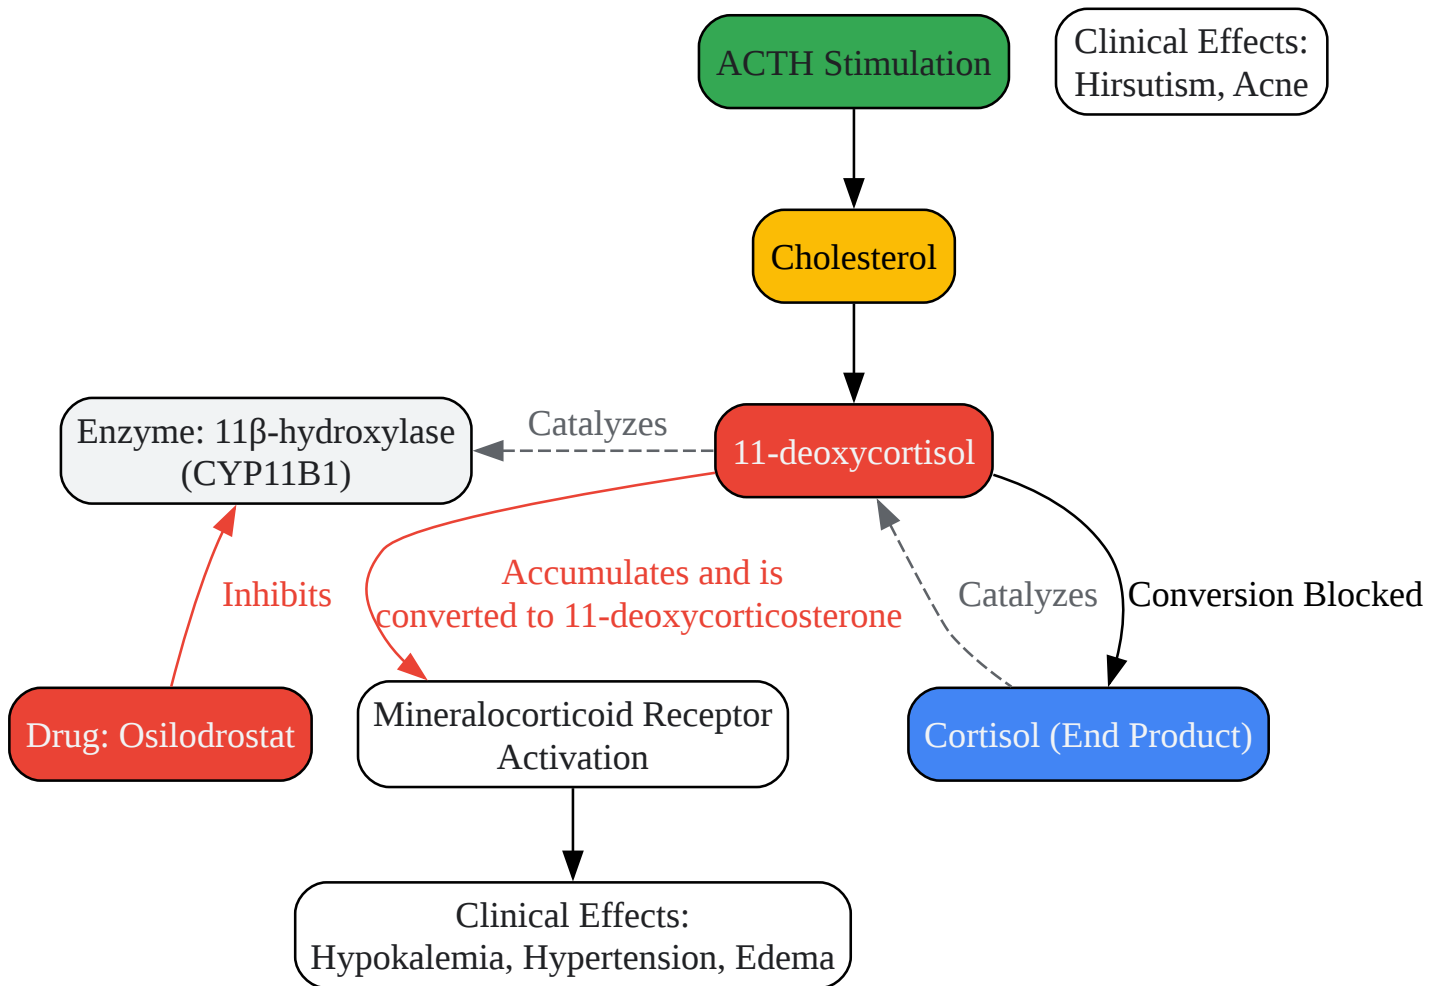 ACTH Stimulation
Clinical Effects:
Hirsutism, Acne
Cholesterol
Enzyme: 11β-hydroxylase
(CYP11B1)
Catalyzes
11-deoxycortisol
Inhibits
Accumulates and is
converted to 11-deoxycorticosterone
Catalyzes
Conversion Blocked
Drug: Osilodrostat
Mineralocorticoid Receptor
Activation
Cortisol (End Product)
Clinical Effects:
Hypokalemia, Hypertension, Edema